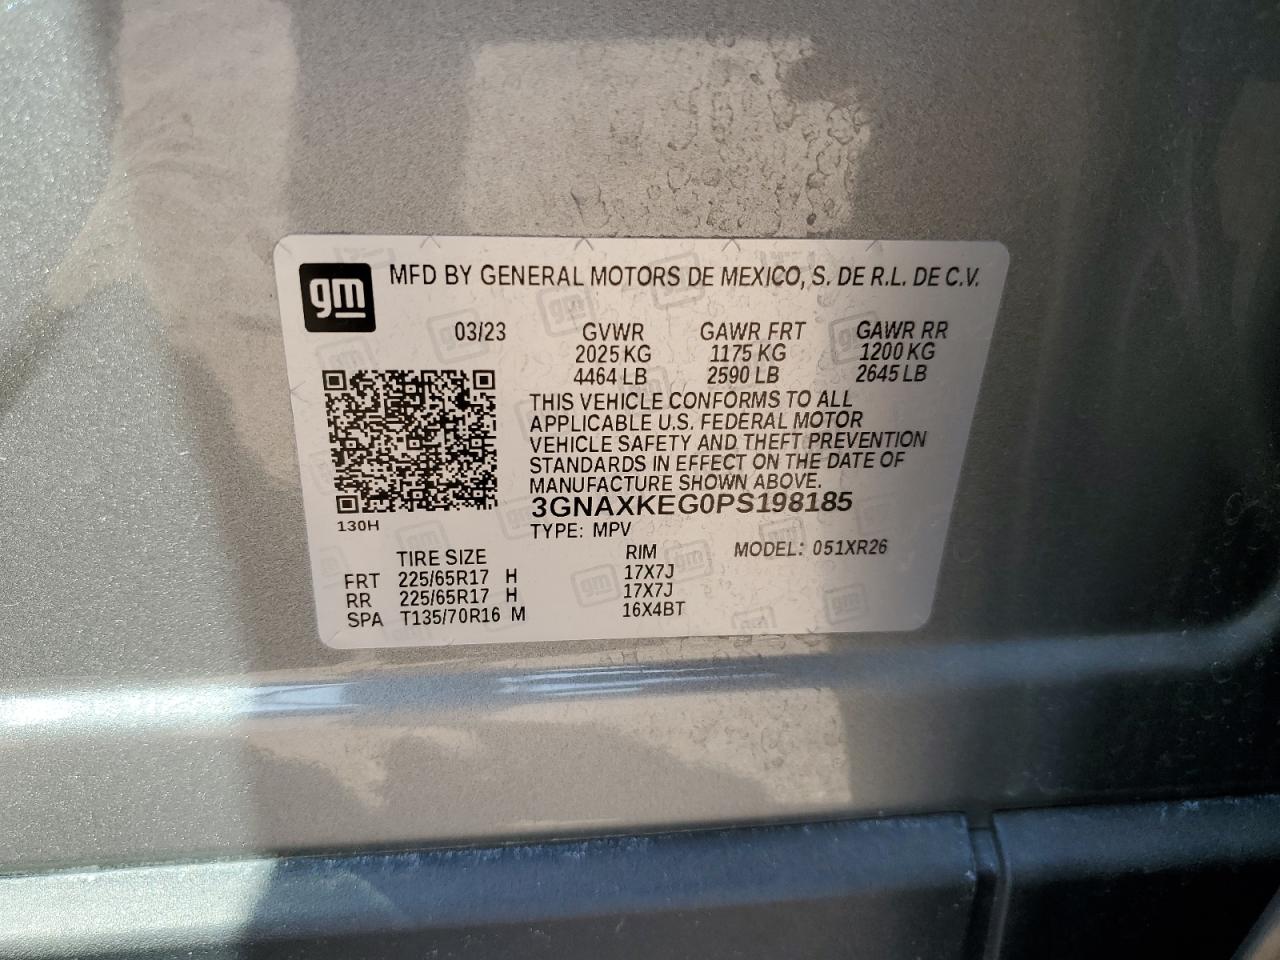 gm MFD BY GENERAL MOTORS DE MEXICO, S. DE R.L. DE C.V.
03/23 GVWR GAWR FRT GAWR RR
2025 KG 1175 KG 1200 KG
4464 LB 2590 LB 2645 LB
THIS VEHICLE CONFORMS TO ALL
APPLICABLE U.S. FEDERAL MOTOR
VEHICLE SAFETY AND THEFT PREVENTION
STANDARDS IN EFFECT ON THE DATE OF
MANUFACTURE SHOWN ABOVE.
3GNAXKEG0PS198185
130H TYPE: MPV
TIRE SIZE RIM MODEL: 051XR26
FRT 225/65R17 H 17X7J
RR 225/65R17 H 17X7J
SPA T135/70R16 M 16X4BT